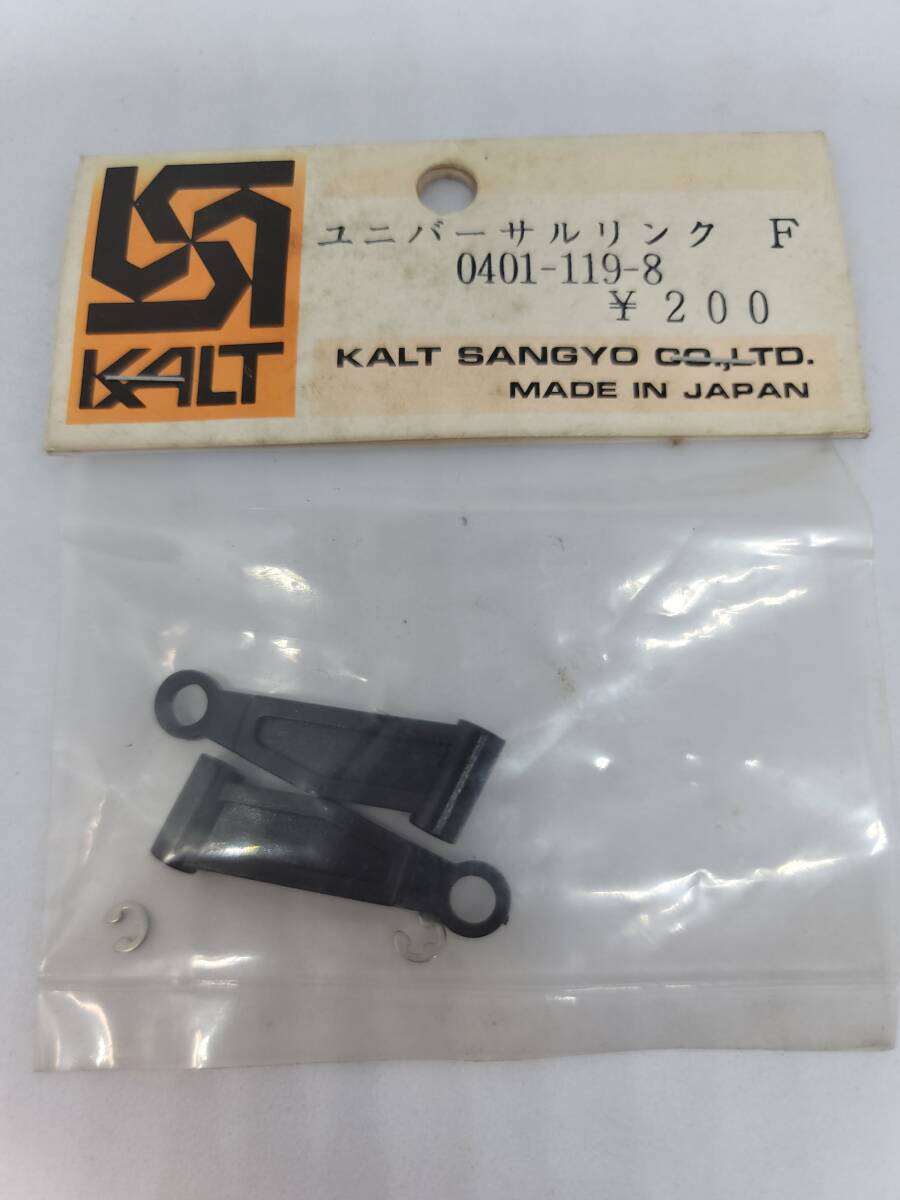 ユニバーサルリンク F
0401-119-8
¥200
KALT
KALT SANGYO CO.,LTD.
MADE IN JAPAN